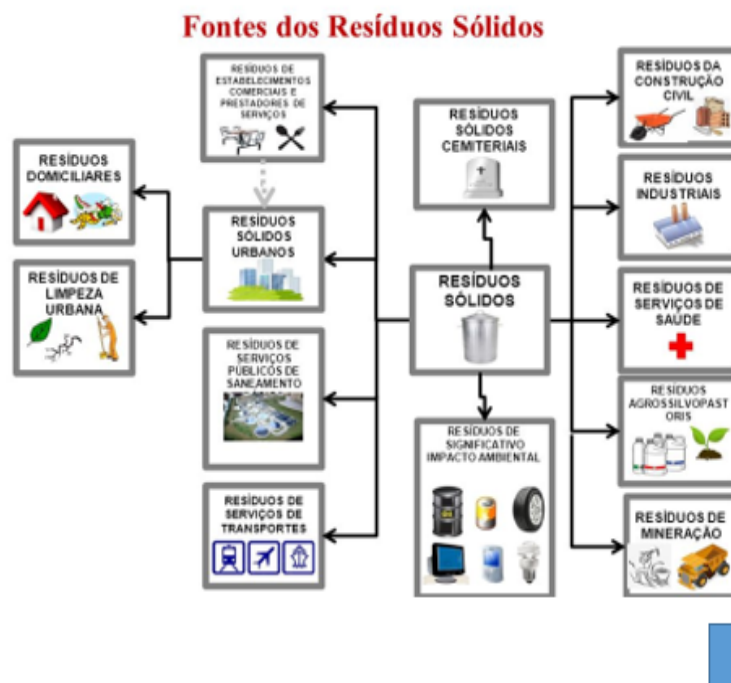 Fontes dos Resíduos Sólidos
RESÍDUOS DE
ESTABELECIMENTOS
COMERCIAIS E
PRESTADORES DE
SERVIÇOS
RESÍDUOS
DOMICILIARES
RESÍDUOS DE
LIMPEZA
URBANA
RESÍDUOS
SÓLIDOS
URBANOS
RESÍDUOS DE
SERVIÇOS
PÚBLICOS DE
SANEAMENTO
RESÍDUOS DE
SERVIÇOS DE
TRANSPORTES
RESÍDUOS
SÓLIDOS
CEMITERIAIS
RESÍDUOS
SÓLIDOS
RESÍDUOS DE
SIGNIFICATIVO
IMPACTO AMBIENTAL
RESÍDUOS DA
CONSTRUÇÃO
CIVIL
RESÍDUOS
INDUSTRIAIS
RESÍDUOS DE
SERVIÇOS DE
SAÚDE
RESÍDUOS
AGROSSILVOPAST
ORIS
RESÍDUOS DE
MINERAÇÃO